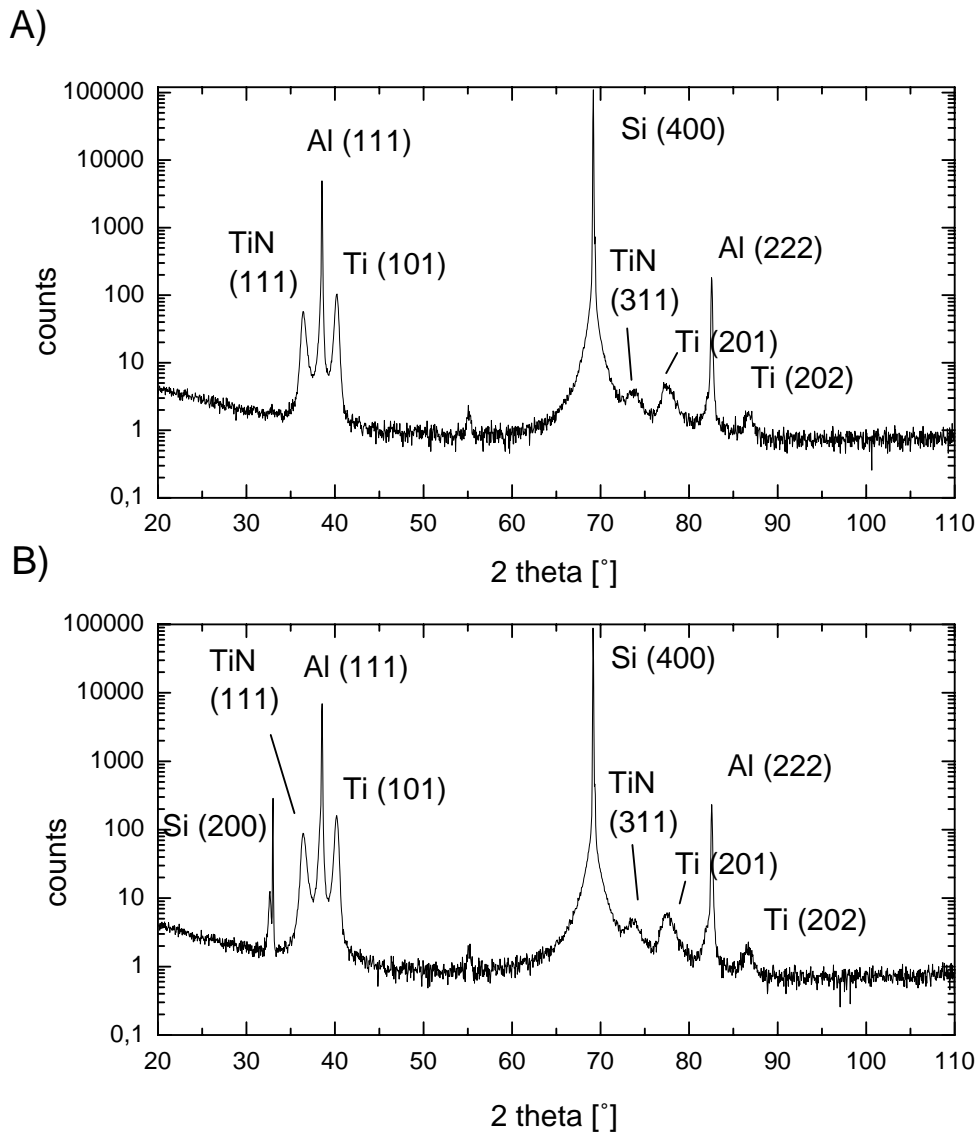 A)
100000
10000
1000
100
10
1
0,1
counts
TiN
(111)
Al (111)
Ti (101)
Si (400)
TiN
(311)
Ti (201)
Al (222)
Ti (202)
20 30 40 50 60 70 80 90 100 110
2 theta [°]
B)
100000
10000
1000
100
10
1
0,1
counts
Si (200)
TiN
(111)
Al (111)
Ti (101)
Si (400)
TiN
(311)
Ti (201)
Al (222)
Ti (202)
20 30 40 50 60 70 80 90 100 110
2 theta [°]